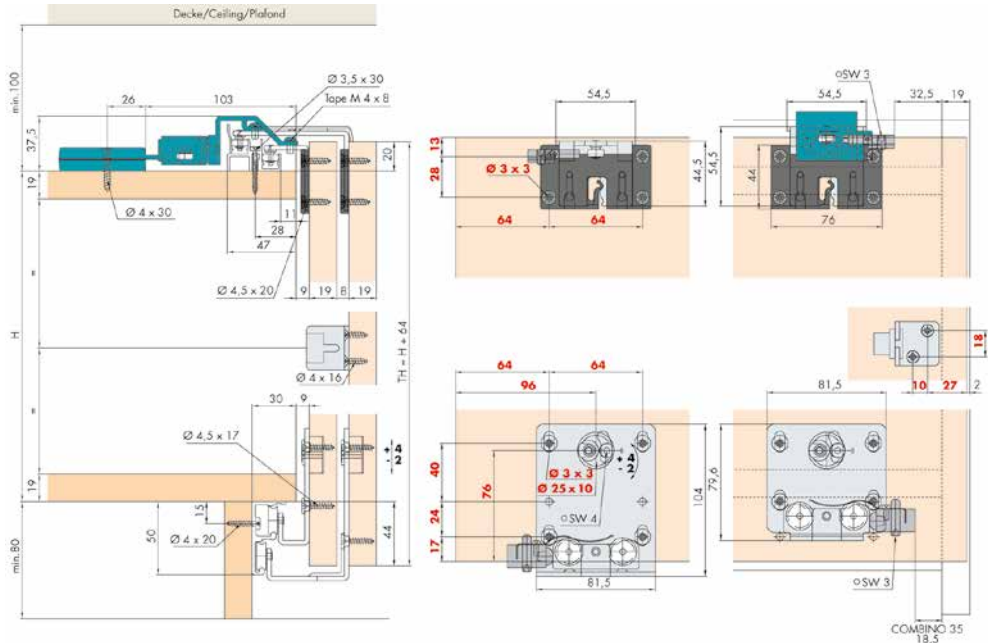 Decke/Ceiling/Plafond
min.100
37,5
19
26
103
Ø 3,5 x 30
Tape M 4 x 8
20
Ø 4 x 30
11
28
47
Ø 4,5 x 20
9
19
8
19
=
H
=
TH = H + 64
Ø 4 x 16
30
9
Ø 4,5 x 17
+ 4
- 2
19
15
50
Ø 4 x 20
44
min.80
54,5
13
28
Ø 3 x 3
44,5
64
64
SW 3
54,5
32,5
19
54,5
44
76
18
10
27
2
64
64
96
40
76
24
17
Ø 3 x 3
Ø 25 x 10
+ 4
- 2
SW 4
104
81,5
81,5
79,6
SW 3
COMBINO 35
18,5